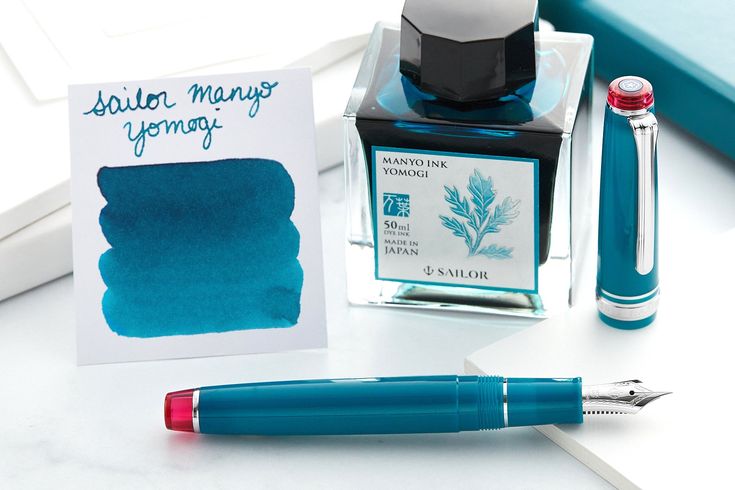 sailor manyo
yomogi
MANYO INK
YOMOGI
万葉
50ml
DYE INK
MADE IN
JAPAN
SAILOR